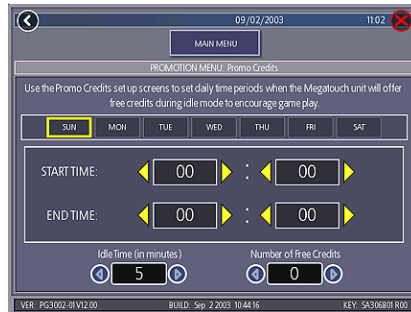 09/02/2003 11:02
MAIN MENU
PROMOTION MENU: Promo Credits
Use the Promo Credits set up screens to set daily time periods when the Megatouch unit will offer
free credits during idle mode to encourage game play.
SUN MON TUE WED THU FRI SAT
START TIME: 00 : 00
END TIME: 00 : 00
Idle Time (in minutes) Number of Free Credits
5 0
VER: PG3002-01 V12.00 BUILD: Sep 2 2003 10:44:16 KEY: SA306801 R00